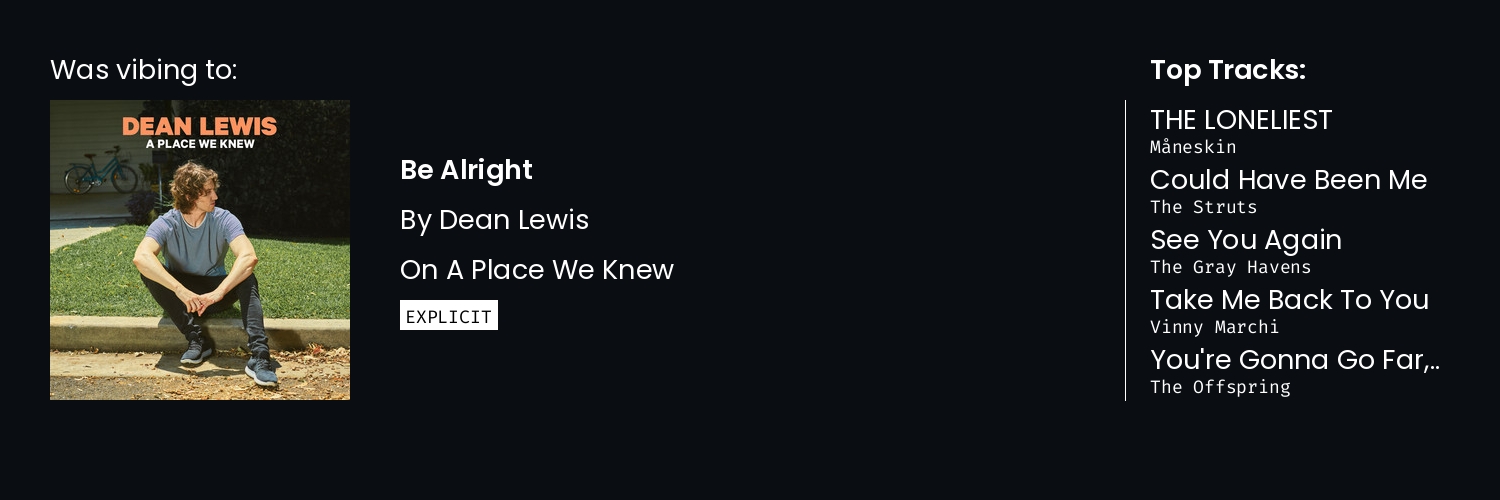 Was vibing to:
DEAN LEWIS
A PLACE WE KNEW
Be Alright
By Dean Lewis
On A Place We Knew
EXPLICIT
Top Tracks:
THE LONELIEST
Måneskin
Could Have Been Me
The Struts
See You Again
The Gray Havens
Take Me Back To You
Vinny Marchi
You're Gonna Go Far,..
The Offspring